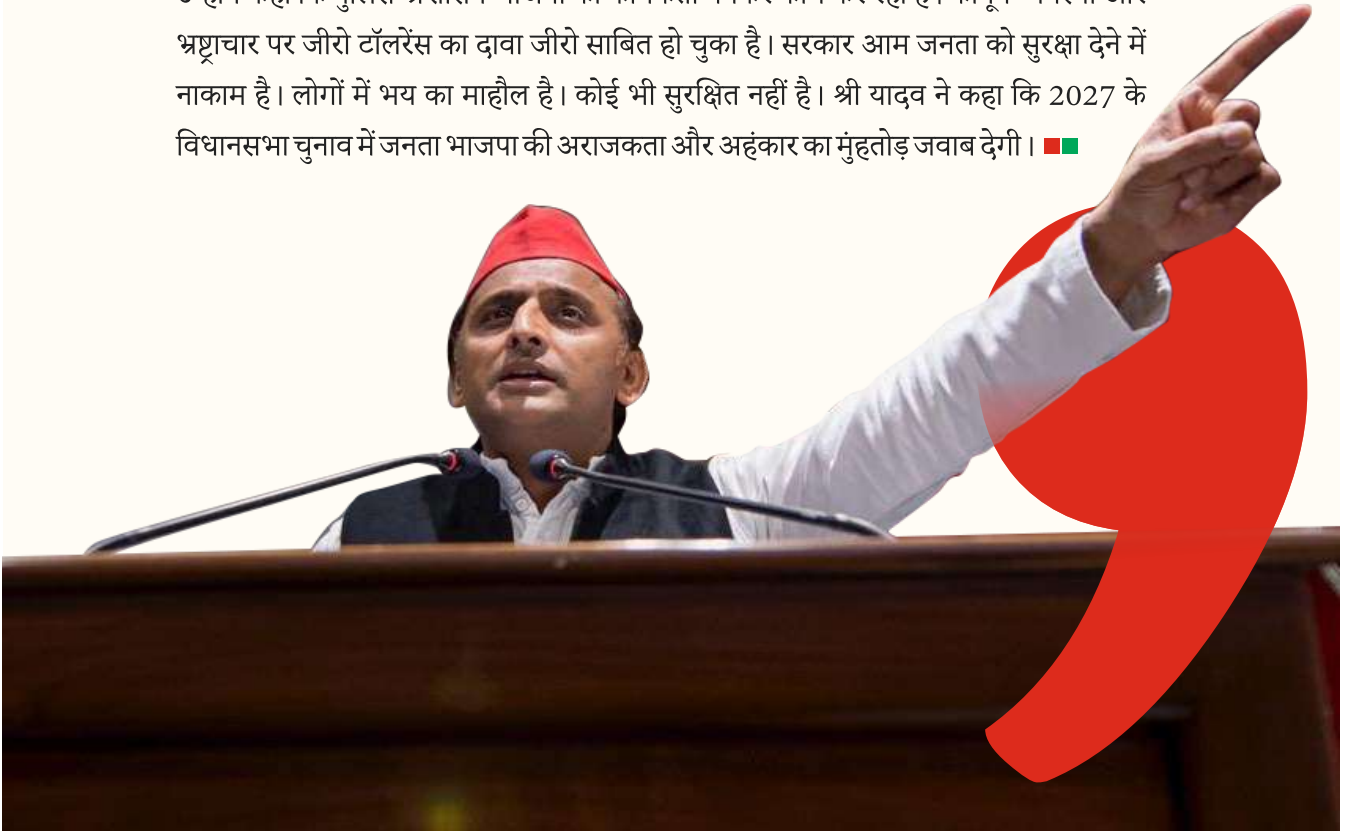 भ्रष्ट्राचार पर जीरो टॉलरेंस का दावा जीरो साबित हो चुका है। सरकार आम जनता को सुरक्षा देने में
नाकाम है। लोगों में भय का माहौल है। कोई भी सुरक्षित नहीं है। श्री यादव ने कहा कि 2027 के
विधानसभा चुनाव में जनता भाजपा की अराजकता और अहंकार का मुंहतोड़ जवाब देगी।